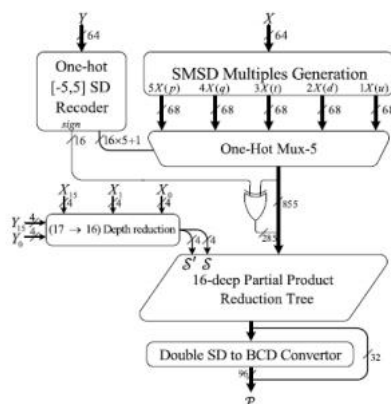 Y
X
64
64
One-hot
[-5,5] SD
Recoder
sign
SMSD Multiples Generation
5X(p) 4X(q) 3X(t) 2X(d) 1X(u)
68 68 68 68
16
16×5+1
One-Hot Mux-5
X15 X1 X0
4 4 4
855
Y15 4
Y0 4
(17 → 16) Depth reduction
285
4 4
S' S
16-deep Partial Product
Reduction Tree
Double SD to BCD Convertor
32
96
P